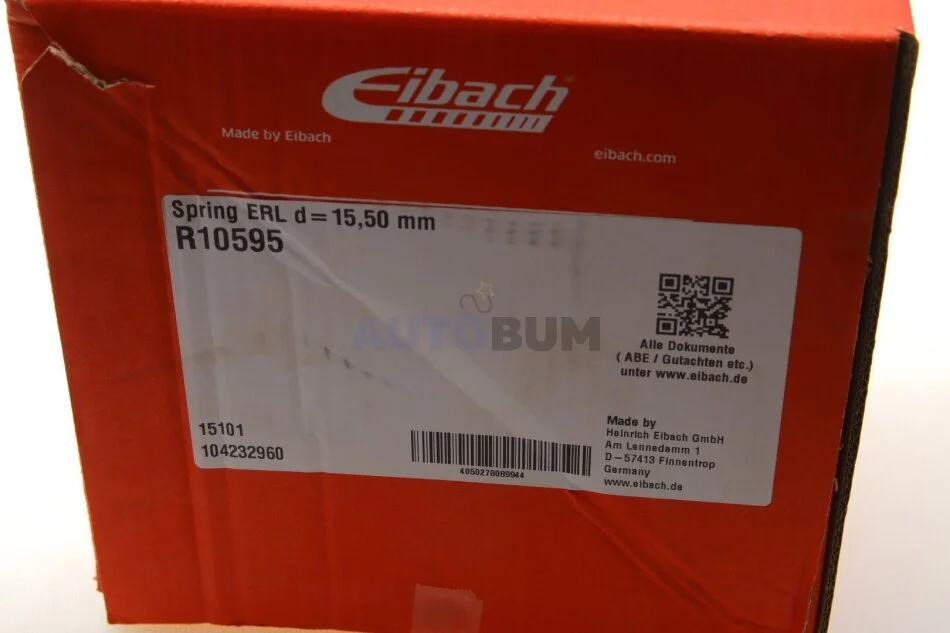 Eibach
Made by Eibach
eibach.com
Spring ERL d=15,50 mm
R10595
AUTOBUM
Alle Dokumente
( ABE / Gutachten etc.)
unter www.eibach.de
15101
104232960
4050278089944
Made by
Heinrich Eibach GmbH
Am Lennedamm 1
D-57413 Finnentrop
Germany
www.eibach.de